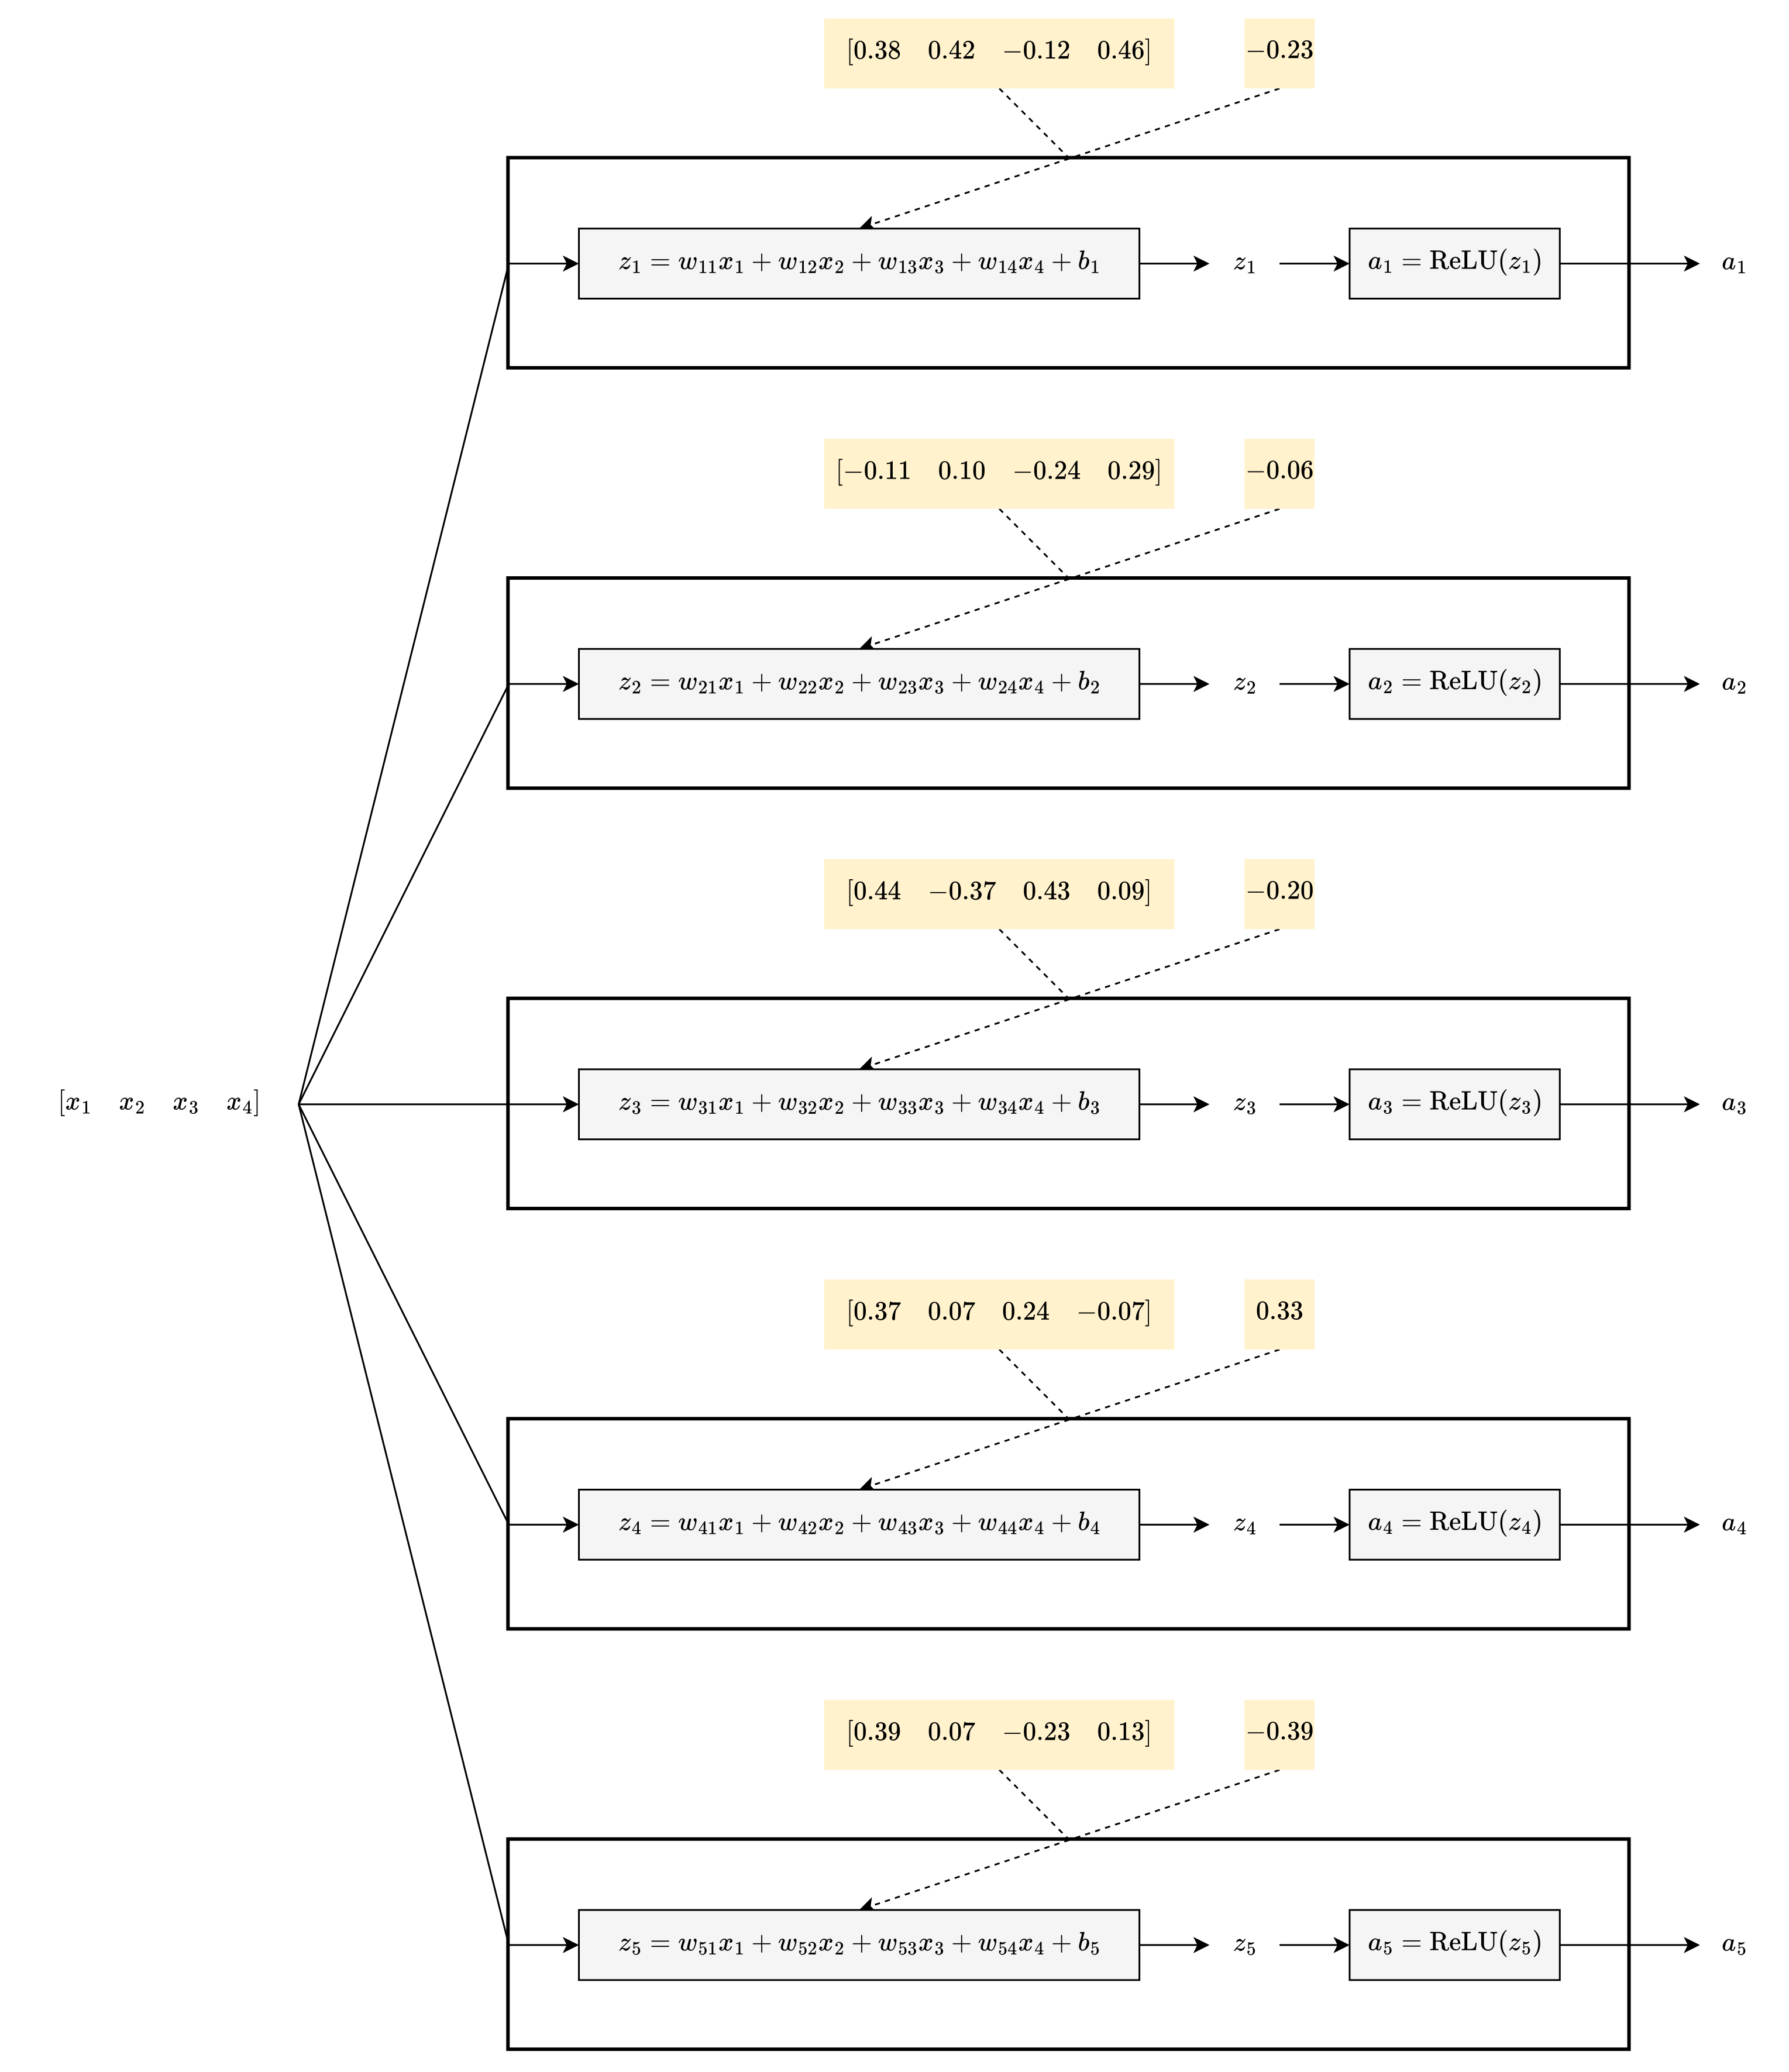 [0.38 0.42 −0.12 0.46] −0.23
z₁ = w₁₁x₁ + w₁₂x₂ + w₁₃x₃ + w₁₄x₄ + b₁ z₁ a₁ = ReLU(z₁) a₁
[−0.11 0.10 −0.24 0.29] −0.06
z₂ = w₂₁x₁ + w₂₂x₂ + w₂₃x₃ + w₂₄x₄ + b₂ z₂ a₂ = ReLU(z₂) a₂
[0.44 −0.37 0.43 0.09] −0.20
[x₁ x₂ x₃ x₄] z₃ = w₃₁x₁ + w₃₂x₂ + w₃₃x₃ + w₃₄x₄ + b₃ z₃ a₃ = ReLU(z₃) a₃
[0.37 0.07 0.24 −0.07] 0.33
z₄ = w₄₁x₁ + w₄₂x₂ + w₄₃x₃ + w₄₄x₄ + b₄ z₄ a₄ = ReLU(z₄) a₄
[0.39 0.07 −0.23 0.13] −0.39
z₅ = w₅₁x₁ + w₅₂x₂ + w₅₃x₃ + w₅₄x₄ + b₅ z₅ a₅ = ReLU(z₅) a₅